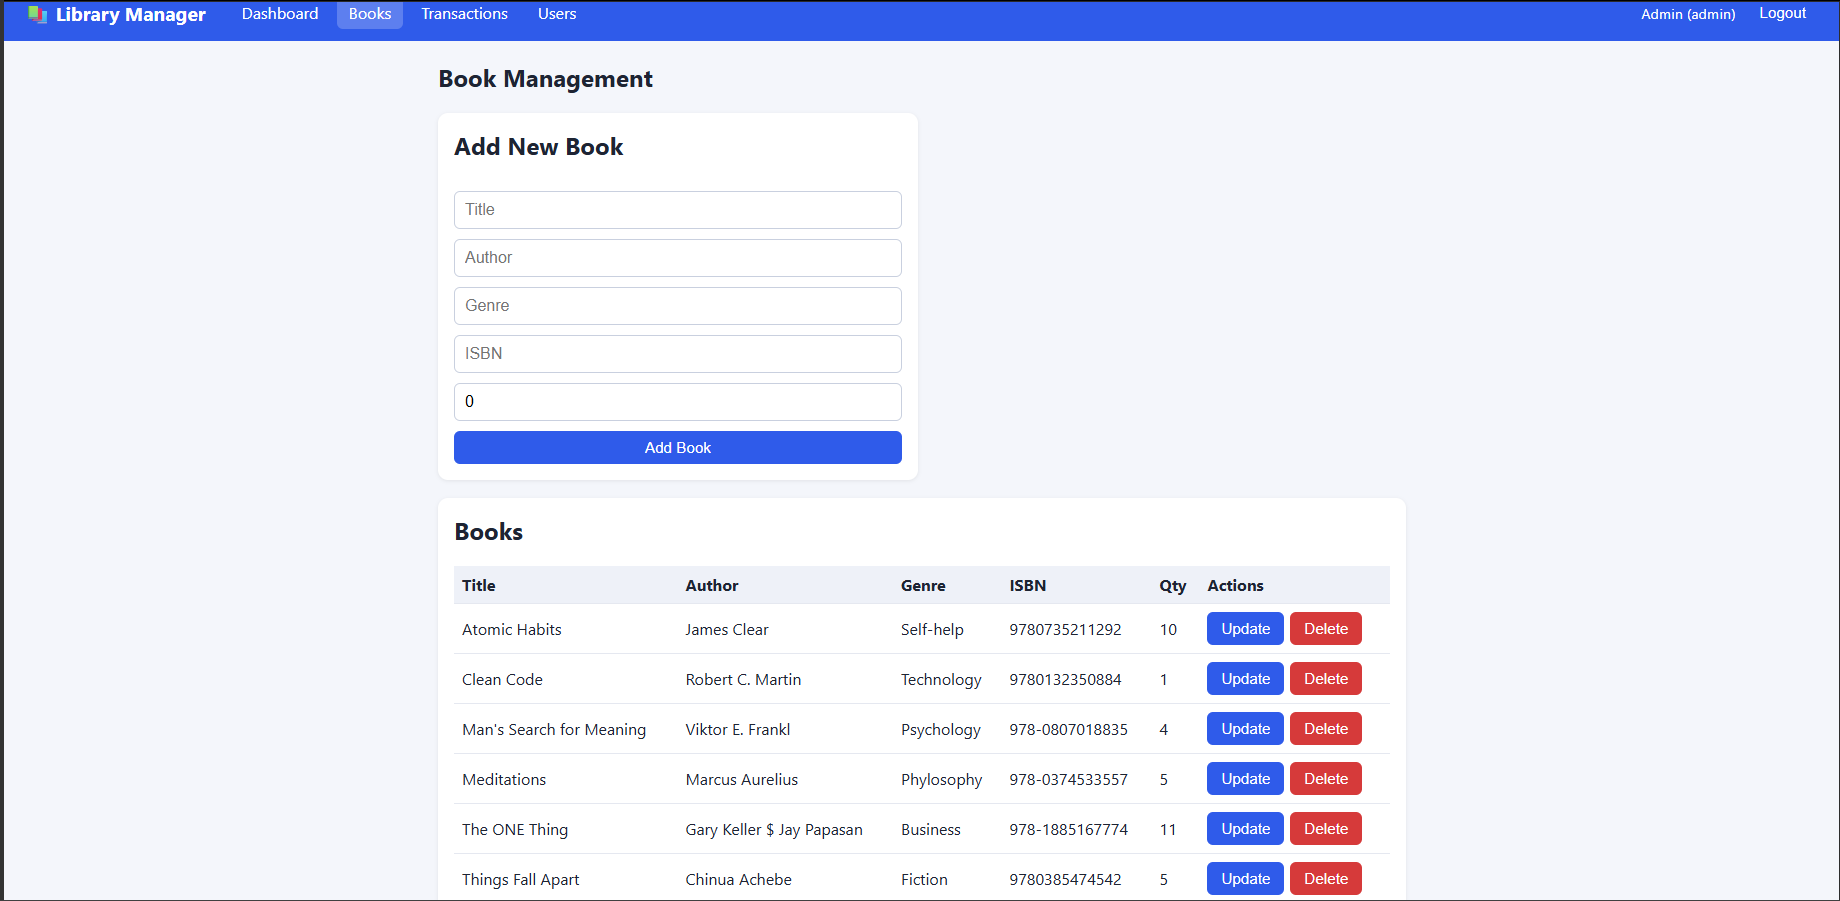 Library Manager Dashboard Books Transactions Users Admin (admin) Logout
Book Management
Add New Book
Title
Author
Genre
ISBN
0
Add Book
Books
Title Author Genre ISBN Qty Actions
Atomic Habits James Clear Self-help 9780735211292 10 Update Delete
Clean Code Robert C. Martin Technology 9780132350884 1 Update Delete
Man's Search for Meaning Viktor E. Frankl Psychology 978-0807018835 4 Update Delete
Meditations Marcus Aurelius Phylosophy 978-0374533557 5 Update Delete
The ONE Thing Gary Keller $ Jay Papasan Business 978-1885167774 11 Update Delete
Things Fall Apart Chinua Achebe Fiction 9780385474542 5 Update Delete